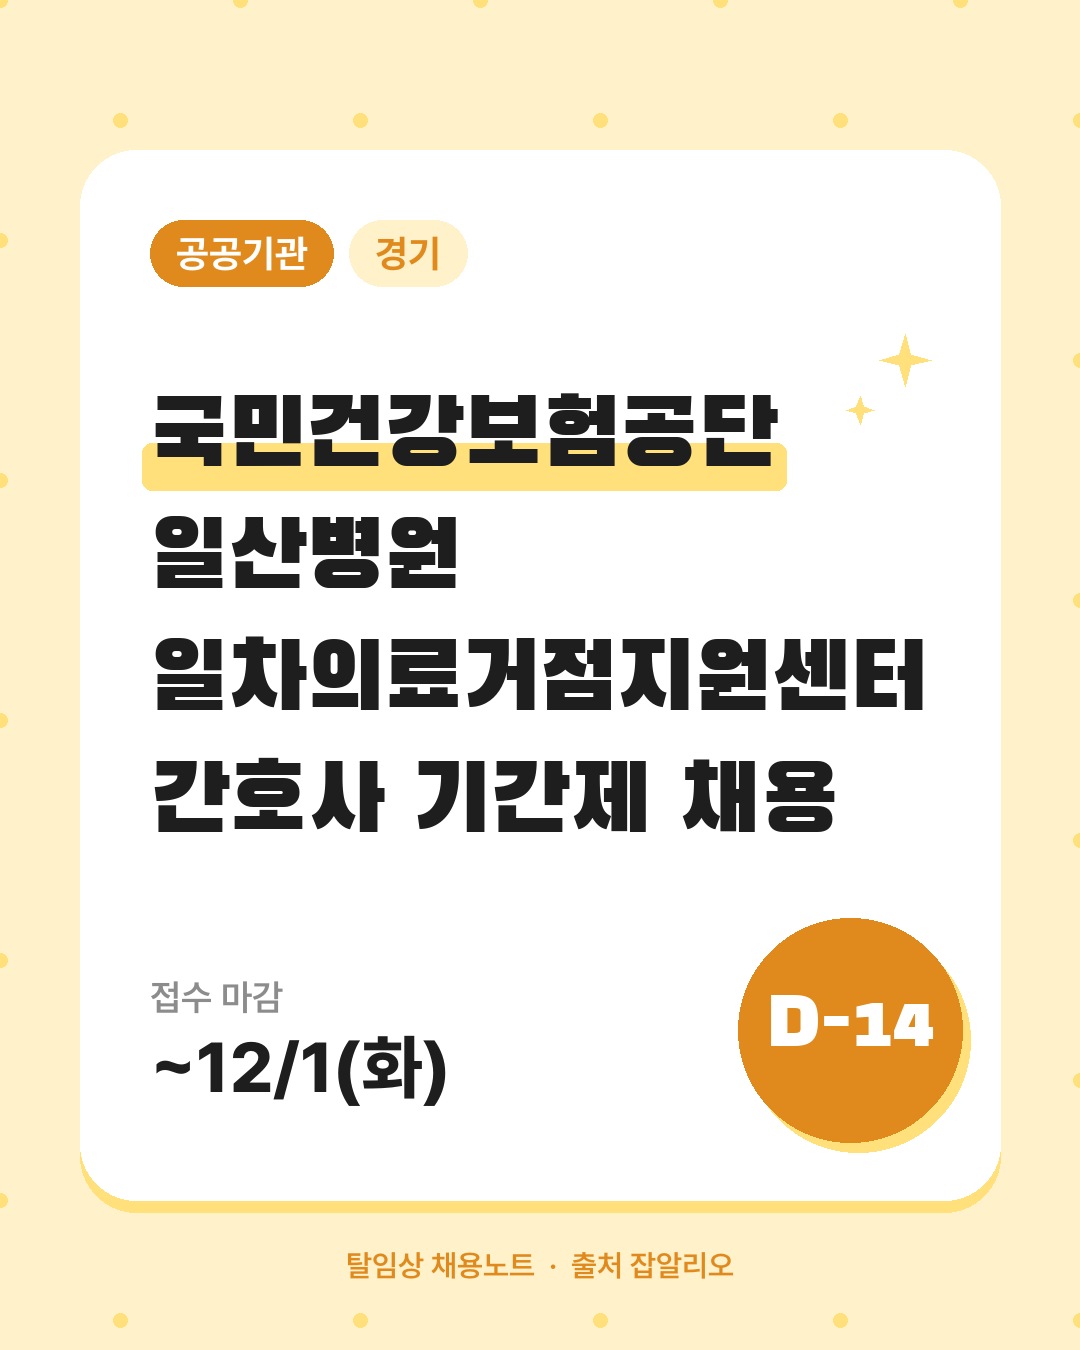 공공기관 경기
국민건강보험공단
일산병원
일차의료거점지원센터
간호사 기간제 채용
접수 마감
~12/1(화)
D-14
탈임상 채용노트 · 출처 잡알리오